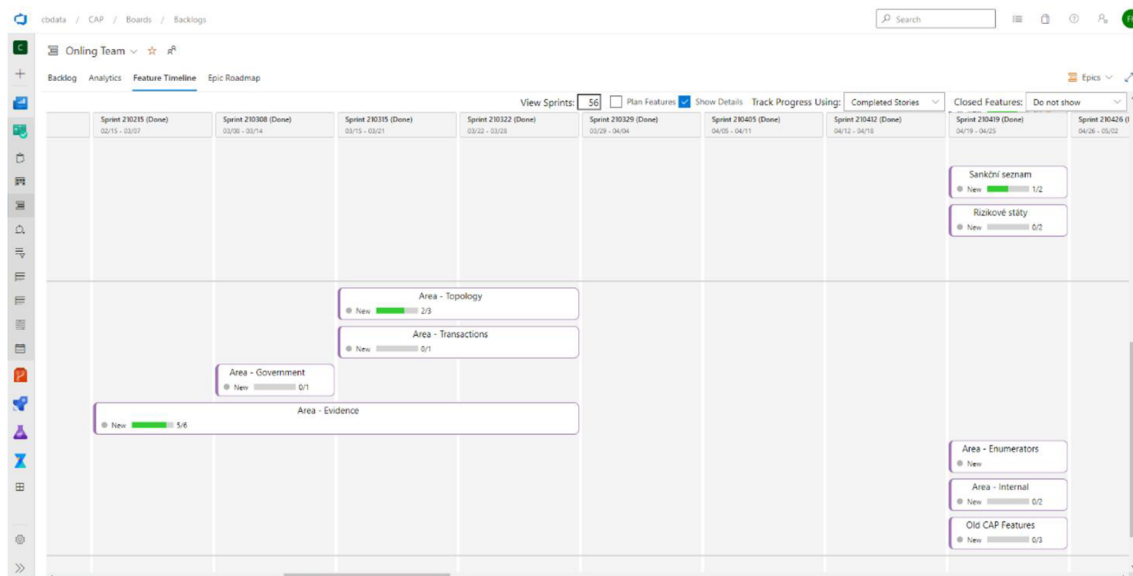 cbdata / CAP / Boards / Backlogs
Search
C
Onling Team
Backlog Analytics Feature Timeline Epic Roadmap
Epics
View Sprints: 56 Plan Features Show Details Track Progress Using: Completed Stories Closed Features: Do not show
Sprint 210215 (Done) Sprint 210308 (Done) Sprint 210315 (Done) Sprint 210322 (Done) Sprint 210329 (Done) Sprint 210405 (Done) Sprint 210412 (Done) Sprint 210419 (Done) Sprint 210426 (
02/15 - 03/07 03/08 - 03/14 03/15 - 03/21 03/22 - 03/28 03/29 - 04/04 04/05 - 04/11 04/12 - 04/18 04/19 - 04/25 04/26 - 05/02
Sankční seznam
New 1/2
Rizikové státy
New 0/2
Area - Topology
New 2/3
Area - Transactions
New 0/1
Area - Government
New 0/1
Area - Evidence
New 5/6
Area - Enumerators
New
Area - Internal
New 0/2
Old CAP Features
New 0/3